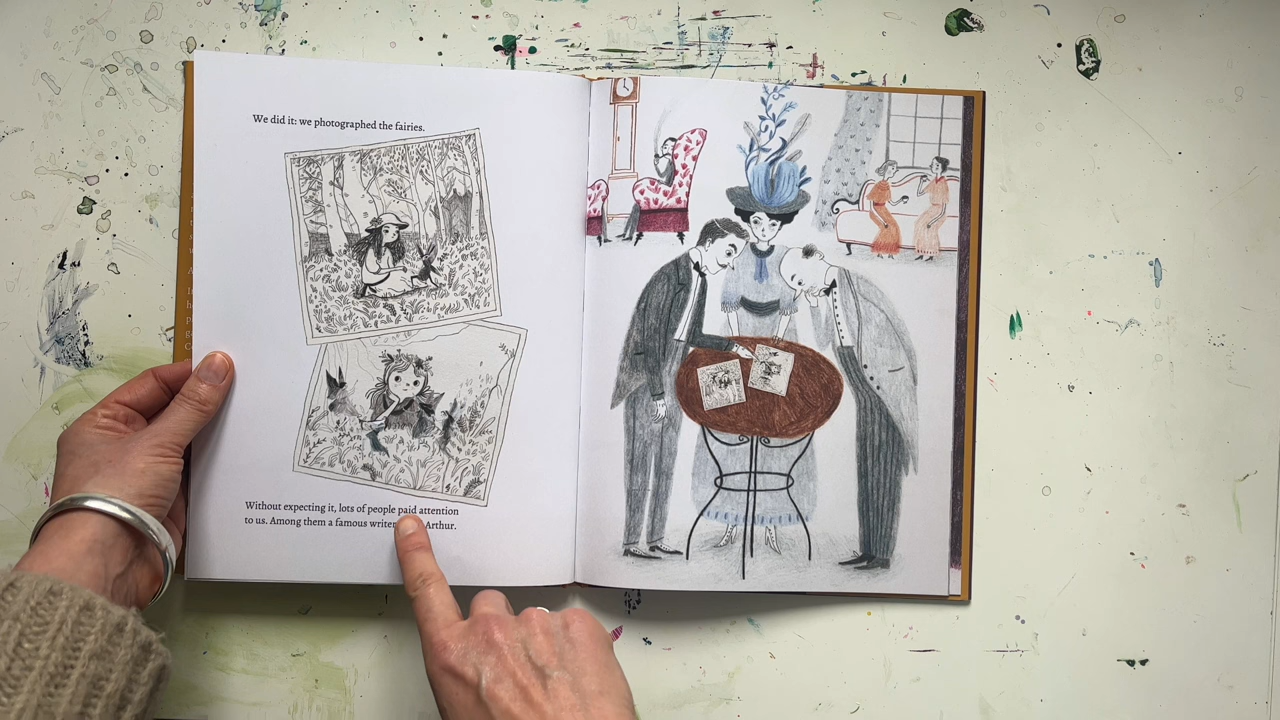 We did it: we photographed the fairies.
Without expecting it, lots of people paid attention
to us. Among them a famous writer Arthur.